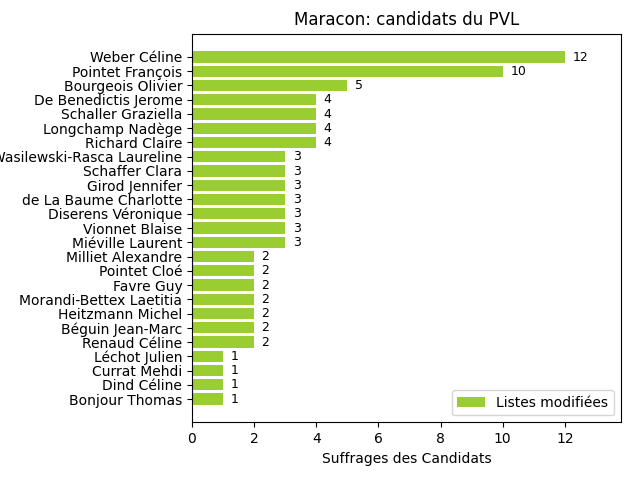 Maracon: candidats du PVL
Weber Céline 12
Pointet François 10
Bourgeois Olivier 5
De Benedictis Jerome 4
Schaller Graziella 4
Longchamp Nadège 4
Richard Claire 4
Wasilewski-Rasca Laureline 3
Schaffer Clara 3
Girod Jennifer 3
de La Baume Charlotte 3
Diserens Véronique 3
Vionnet Blaise 3
Miéville Laurent 3
Milliet Alexandre 2
Pointet Cloé 2
Favre Guy 2
Morandi-Bettex Laetitia 2
Heitzmann Michel 2
Béguin Jean-Marc 2
Renaud Céline 2
Léchot Julien 1
Currat Mehdi 1
Dind Céline 1
Bonjour Thomas 1
Listes modifiées
0 2 4 6 8 10 12
Suffrages des Candidats